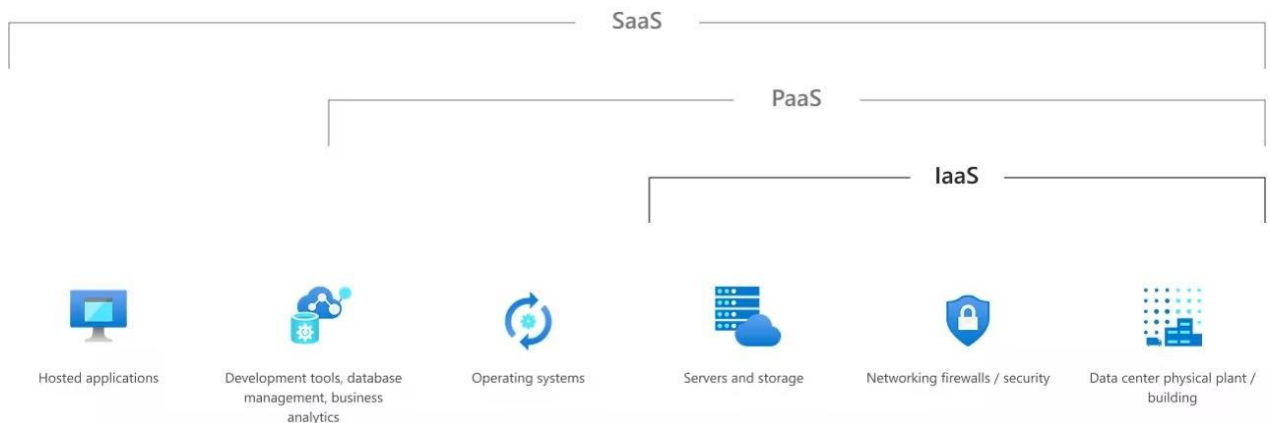 SaaS
PaaS
IaaS
Hosted applications
Development tools, database
management, business
analytics
Operating systems
Servers and storage
Networking firewalls / security
Data center physical plant /
building